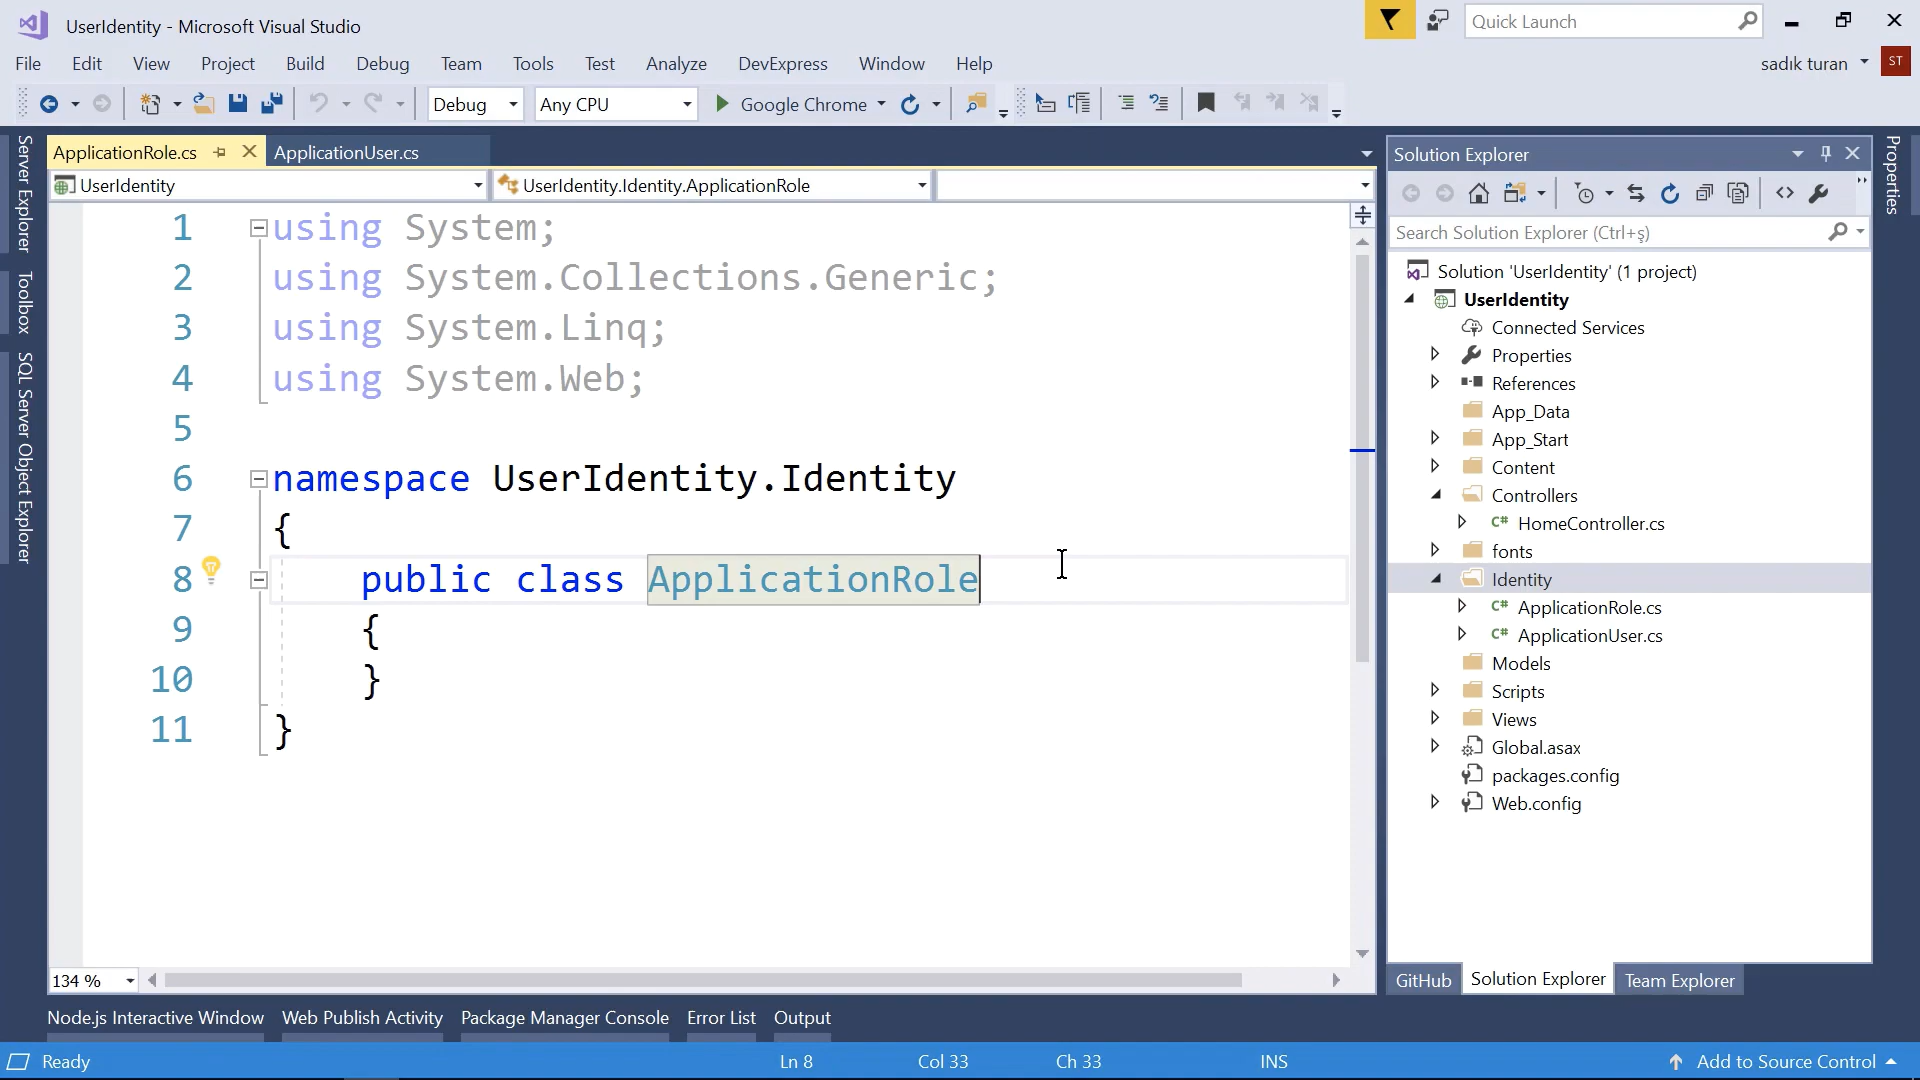 UserIdentity - Microsoft Visual Studio
Quick Launch
File Edit View Project Build Debug Team Tools Test Analyze DevExpress Window Help
sadık turan ST
Debug Any CPU Google Chrome
Server Explorer
Toolbox
SQL Server Object Explorer
ApplicationRole.cs ApplicationUser.cs
UserIdentity UserIdentity.Identity.ApplicationRole
1 using System;
2 using System.Collections.Generic;
3 using System.Linq;
4 using System.Web;
5
6 namespace UserIdentity.Identity
7 {
8 public class ApplicationRole
9 {
10 }
11 }
134 %
Solution Explorer
Search Solution Explorer (Ctrl+ş)
Solution 'UserIdentity' (1 project)
UserIdentity
Connected Services
Properties
References
App_Data
App_Start
Content
Controllers
C# HomeController.cs
fonts
Identity
C# ApplicationRole.cs
C# ApplicationUser.cs
Models
Scripts
Views
Global.asax
packages.config
Web.config
GitHub Solution Explorer Team Explorer
Properties
Node.js Interactive Window Web Publish Activity Package Manager Console Error List Output
Ready Ln 8 Col 33 Ch 33 INS Add to Source Control